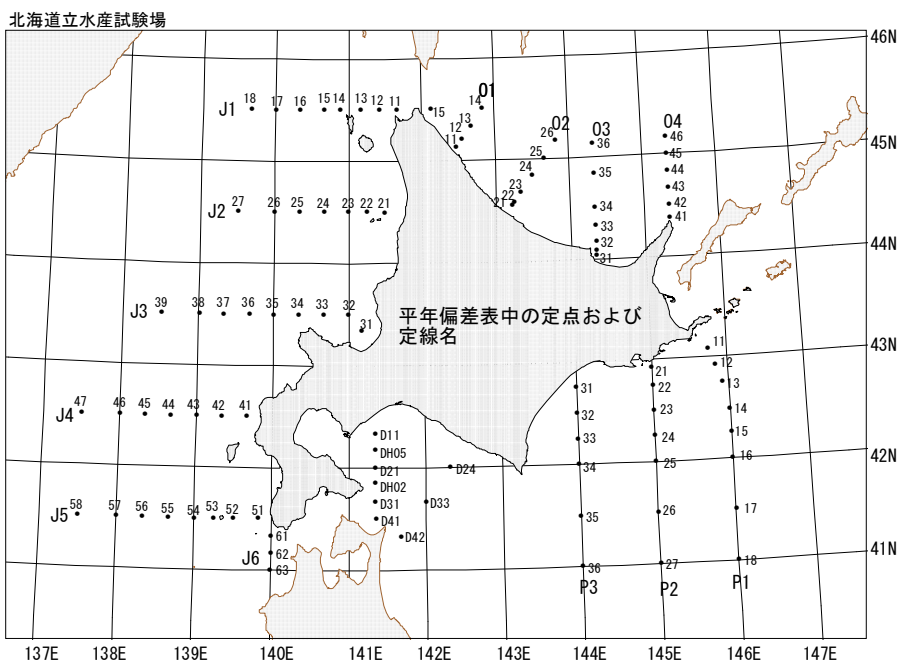 北海道立水産試験場
46N
J1 18 17 16 15 14 13 12 11 15
14 O1
13
12
11
O2
26
25
24
23
22
21
O3
36
35
34
33
32
31
O4
46
45
44
43
42
41
45N
J2 27 26 25 24 23 22 21
44N
J3 39 38 37 36 35 34 33 32 31
平年偏差表中の定点および
定線名
43N
J4 47 46 45 44 43 42 41
11
12
13
14
15
16
17
18
P1
21
22
23
24
25
26
27
P2
31
32
33
34
35
36
P3
D11
DH05
D21
DH02
D31
D41
D24
D33
D42
42N
J5 58 57 56 55 54 53 52 51
J6
61
62
63
41N
137E 138E 139E 140E 141E 142E 143E 144E 145E 146E 147E